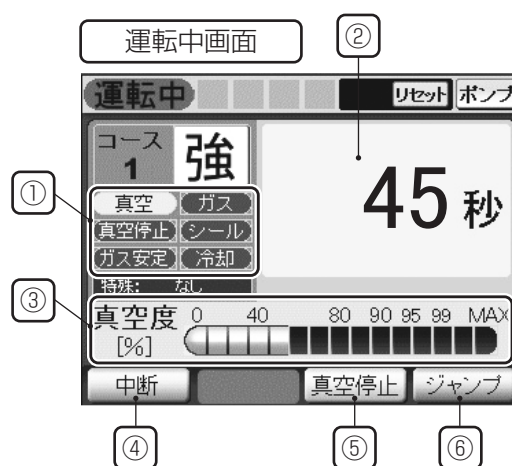 運転中画面
②
運転中 リセット ポンプ
コース
1
強
①
真空 ガス
真空停止 シール
ガス安定 冷却
特殊: なし
45秒
③
真空度
[%]
0 40 80 90 95 99 MAX
中断 真空停止 ジャンプ
④ ⑤ ⑥